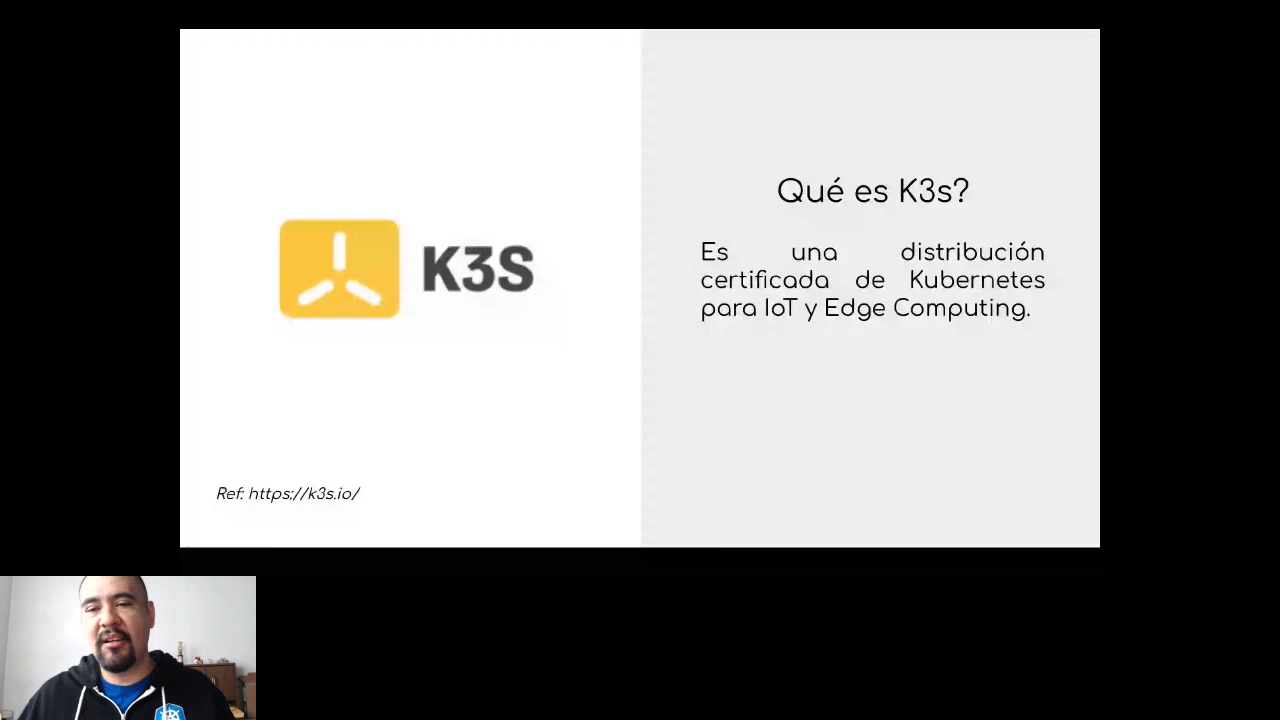 K3S
Qué es K3s?
Es una distribución
certificada de Kubernetes
para IoT y Edge Computing.
Ref: https://k3s.io/